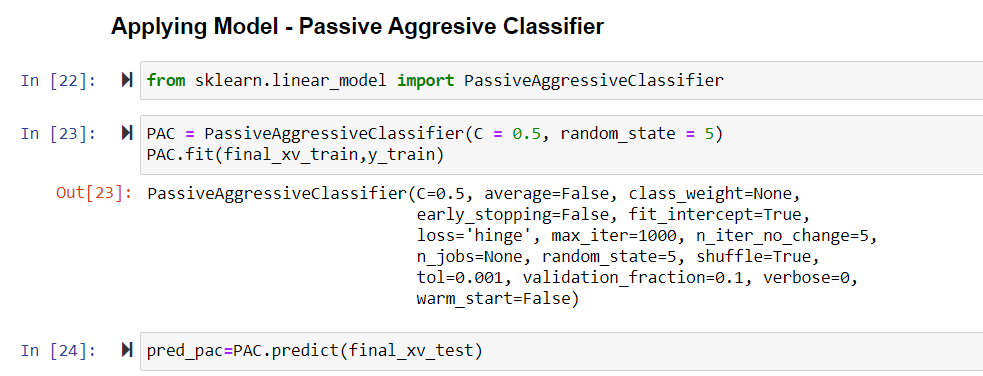 Applying Model - Passive Aggresive Classifier
In [22]: from sklearn.linear_model import PassiveAggressiveClassifier
In [23]: PAC = PassiveAggressiveClassifier(C = 0.5, random_state = 5)
PAC.fit(final_xv_train,y_train)
Out[23]: PassiveAggressiveClassifier(C=0.5, average=False, class_weight=None,
early_stopping=False, fit_intercept=True,
loss='hinge', max_iter=1000, n_iter_no_change=5,
n_jobs=None, random_state=5, shuffle=True,
tol=0.001, validation_fraction=0.1, verbose=0,
warm_start=False)
In [24]: pred_pac=PAC.predict(final_xv_test)